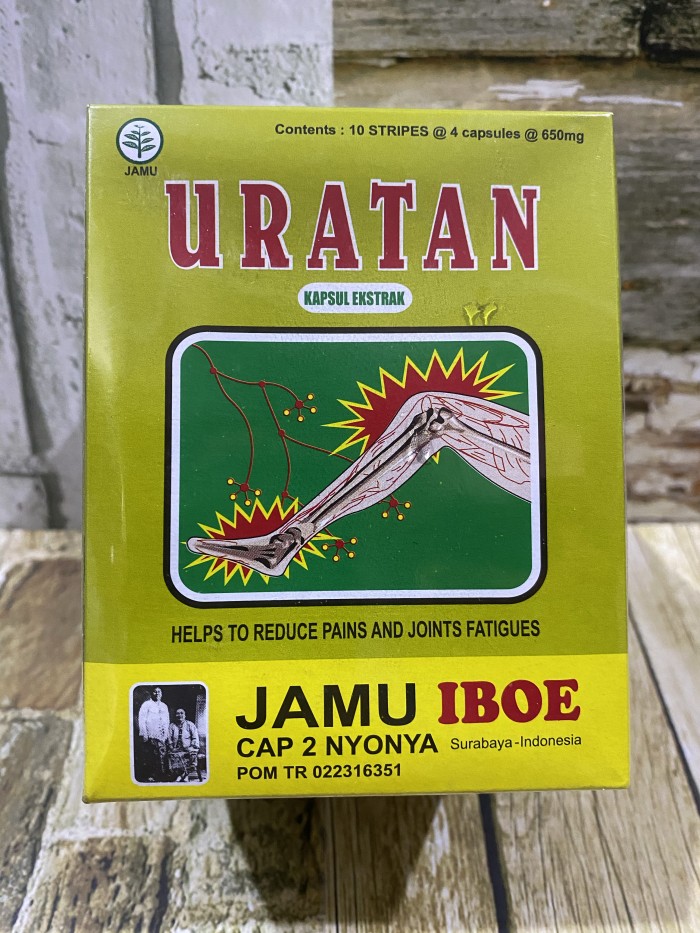 Contents : 10 STRIPES @ 4 capsules @ 650mg
JAMU
URATAN
KAPSUL EKSTRAK
HELPS TO REDUCE PAINS AND JOINTS FATIGUES
JAMU IBOE
CAP 2 NYONYA
Surabaya-Indonesia
POM TR 022316351